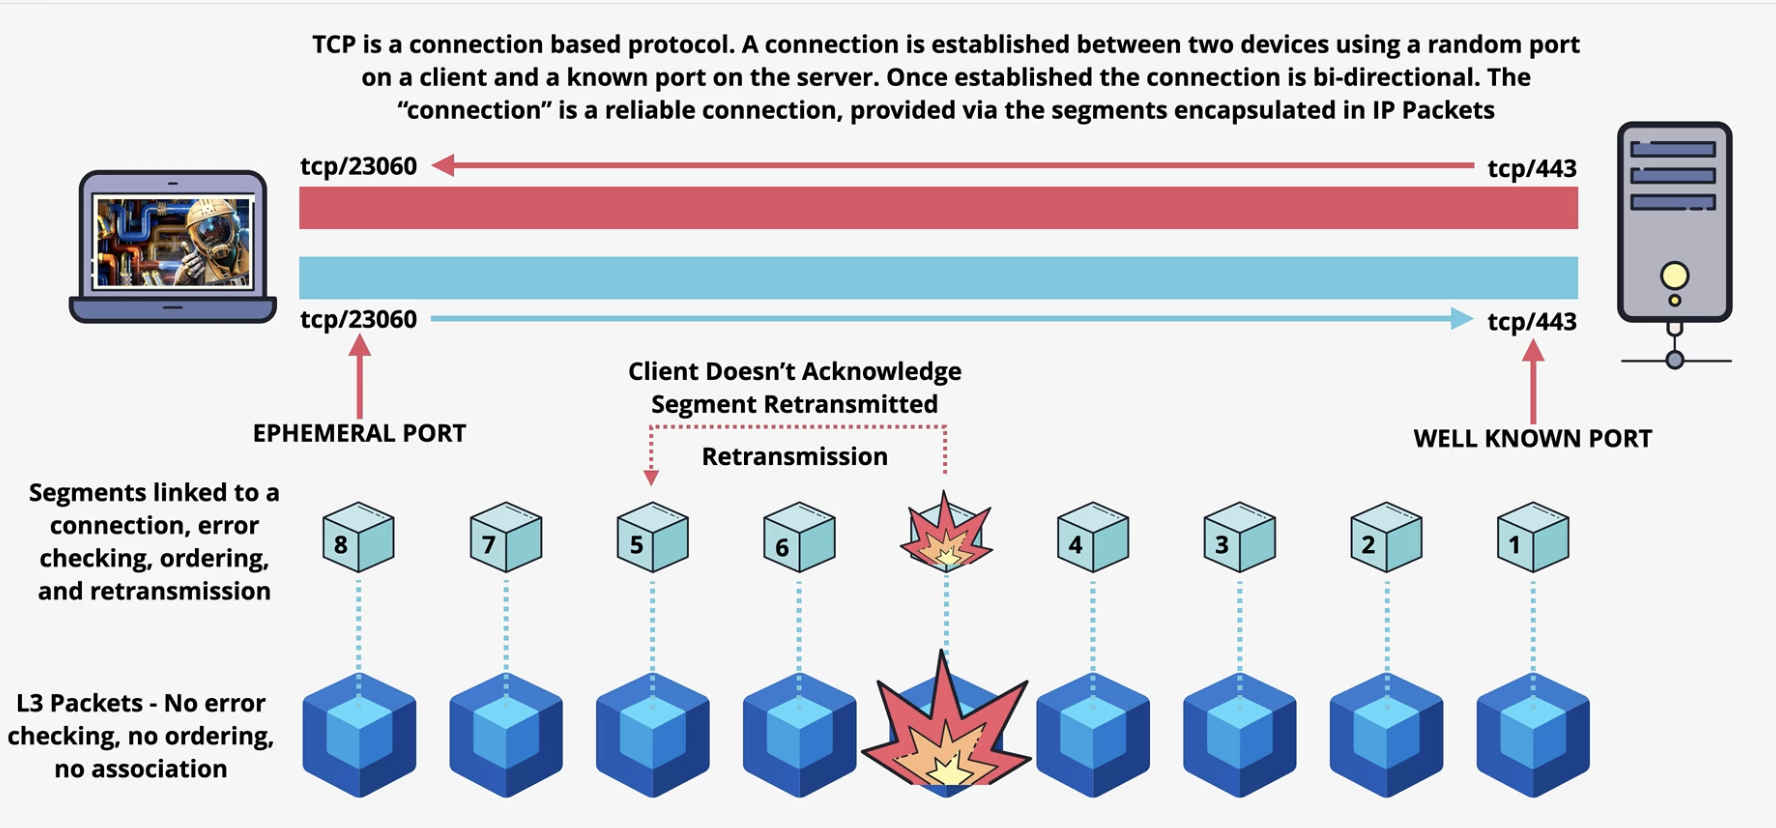 TCP is a connection based protocol. A connection is established between two devices using a random port
on a client and a known port on the server. Once established the connection is bi-directional. The
“connection” is a reliable connection, provided via the segments encapsulated in IP Packets
tcp/23060
tcp/443
tcp/23060
tcp/443
EPHEMERAL PORT
WELL KNOWN PORT
Client Doesn’t Acknowledge
Segment Retransmitted
Retransmission
Segments linked to a
connection, error
checking, ordering,
and retransmission
8 7 5 6 4 3 2 1
L3 Packets - No error
checking, no ordering,
no association